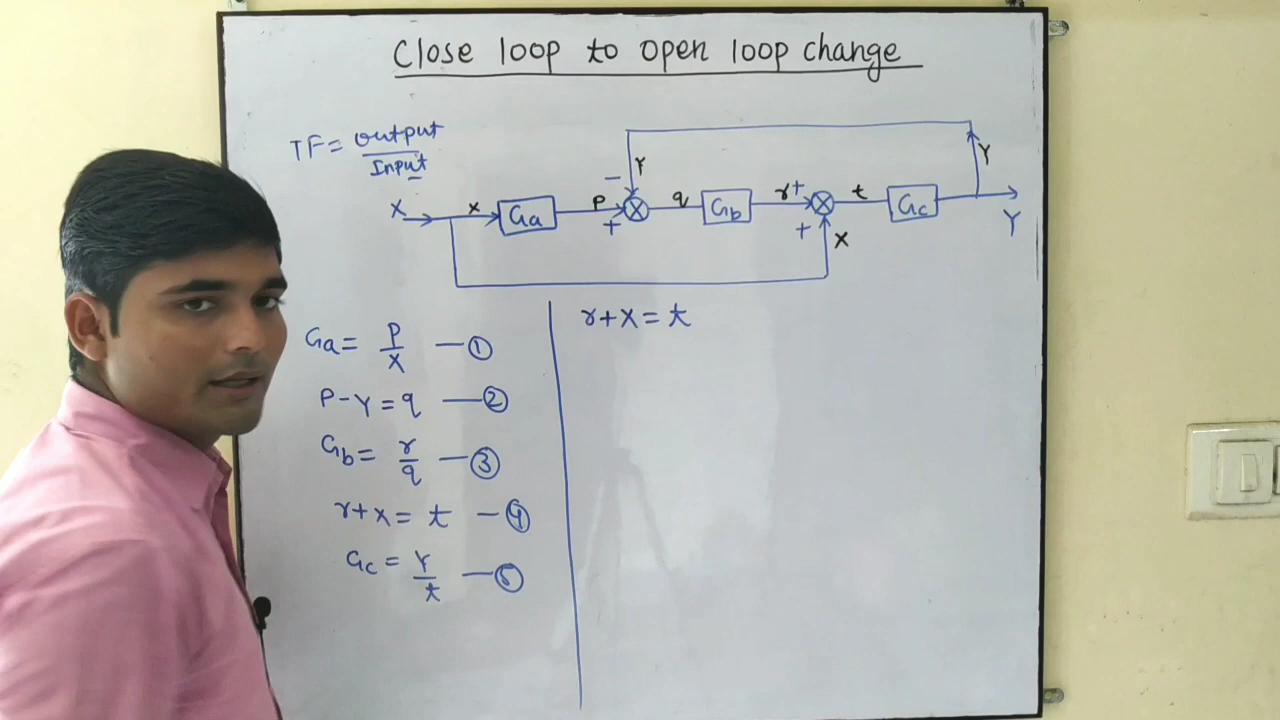 Close loop to open loop change
TF = output
Input
Y
- Y
X x Ga P + q Gb r + t Gc Y
+ X
Ga = P/X —①
P - Y = q —②
Gb = r/q —③
r + x = t —④
Gc = Y/t —⑤
r + x = t